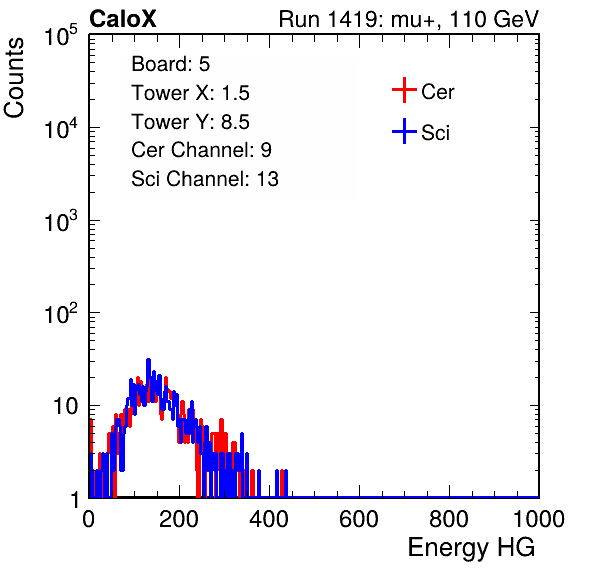 CaloX Run 1419: mu+, 110 GeV
Board: 5
Tower X: 1.5
Tower Y: 8.5
Cer Channel: 9
Sci Channel: 13
Cer
Sci
Counts
10^5
10^4
10^3
10^2
10
1
0 200 400 600 800 1000
Energy HG